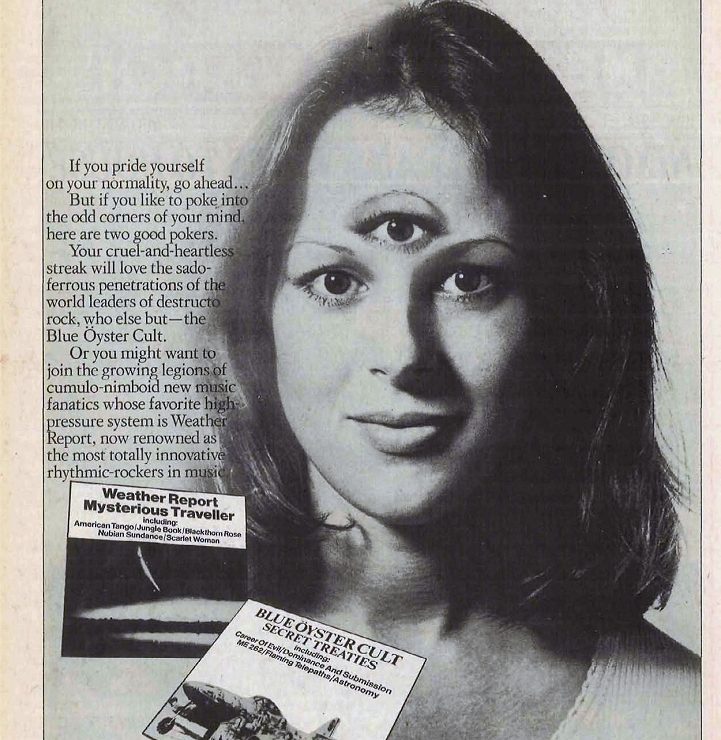 If you pride yourself
on your normality, go ahead...
But if you like to poke into
the odd corners of your mind,
here are two good pokers.
Your cruel-and-heartless
streak will love the sado-
ferrous penetrations of the
world leaders of destructo
rock, who else but—the
Blue Öyster Cult.
Or you might want to
join the growing legions of
cumulo-nimboid new music
fanatics whose favorite high-
pressure system is Weather
Report, now renowned as
the most totally innovative
rhythmic-rockers in music.
Weather Report
Mysterious Traveller
including:
American Tango/Jungle Book/Blackthorn Rose
Nubian Sundance/Scarlet Woman
BLUE ÖYSTER CULT
SECRET TREATIES
including:
Career Of Evil/Dominance And Submission
ME 262/Flaming Telepaths/Astronomy